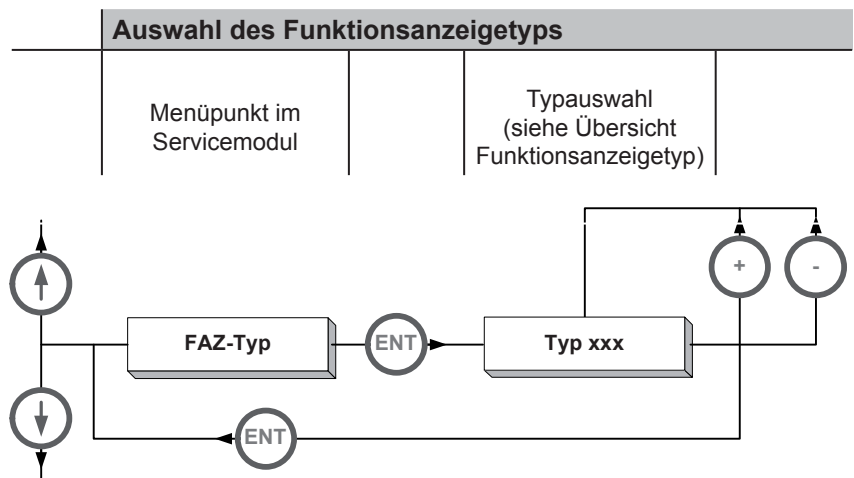 Auswahl des Funktionsanzeigetyps
Menüpunkt im
Servicemodul
Typauswahl
(siehe Übersicht
Funktionsanzeigetyp)
+
-
FAZ-Typ
ENT
Typ xxx
ENT